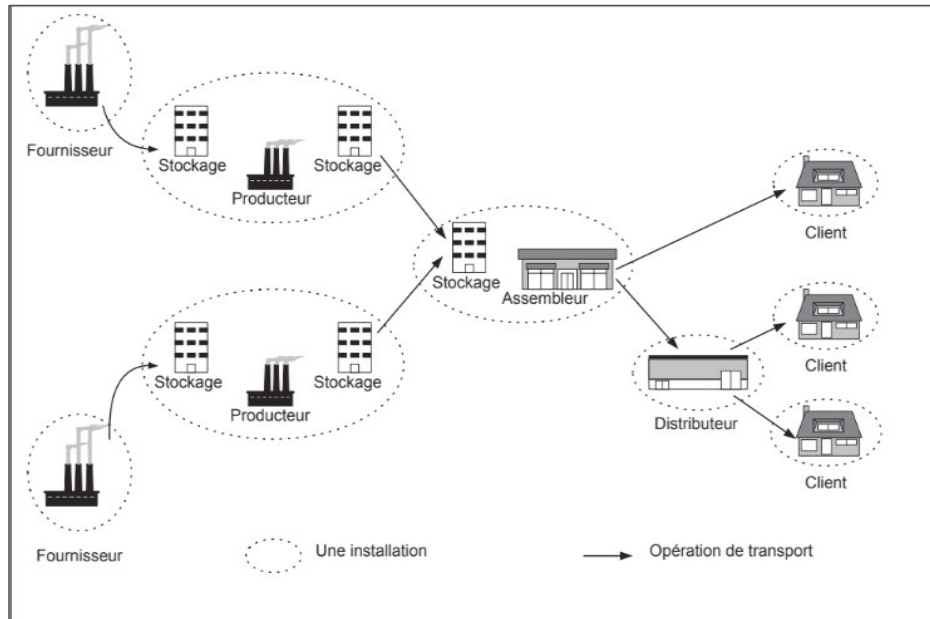 Fournisseur
Stockage
Stockage
Producteur
Client
Stockage
Assembleur
Stockage
Stockage
Producteur
Client
Distributeur
Client
Fournisseur
Une installation
Opération de transport